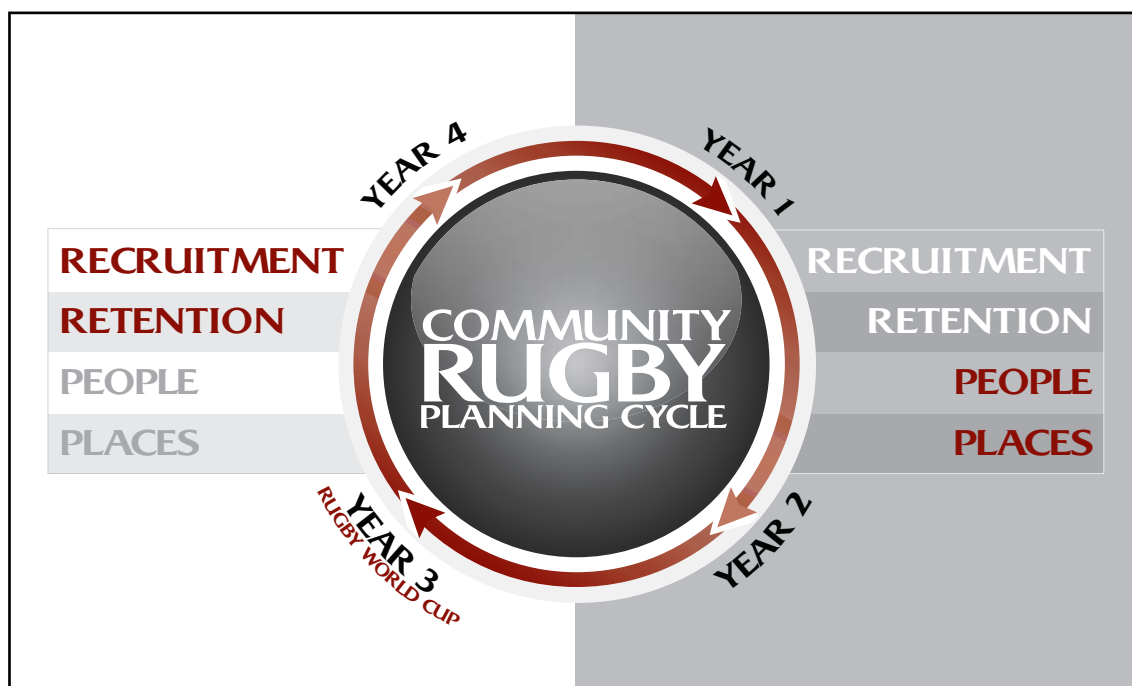 YEAR 4
YEAR 1
RECRUITMENT
RETENTION
PEOPLE
PLACES
COMMUNITY
RUGBY
PLANNING CYCLE
RECRUITMENT
RETENTION
PEOPLE
PLACES
YEAR 3
RUGBY WORLD CUP
YEAR 2